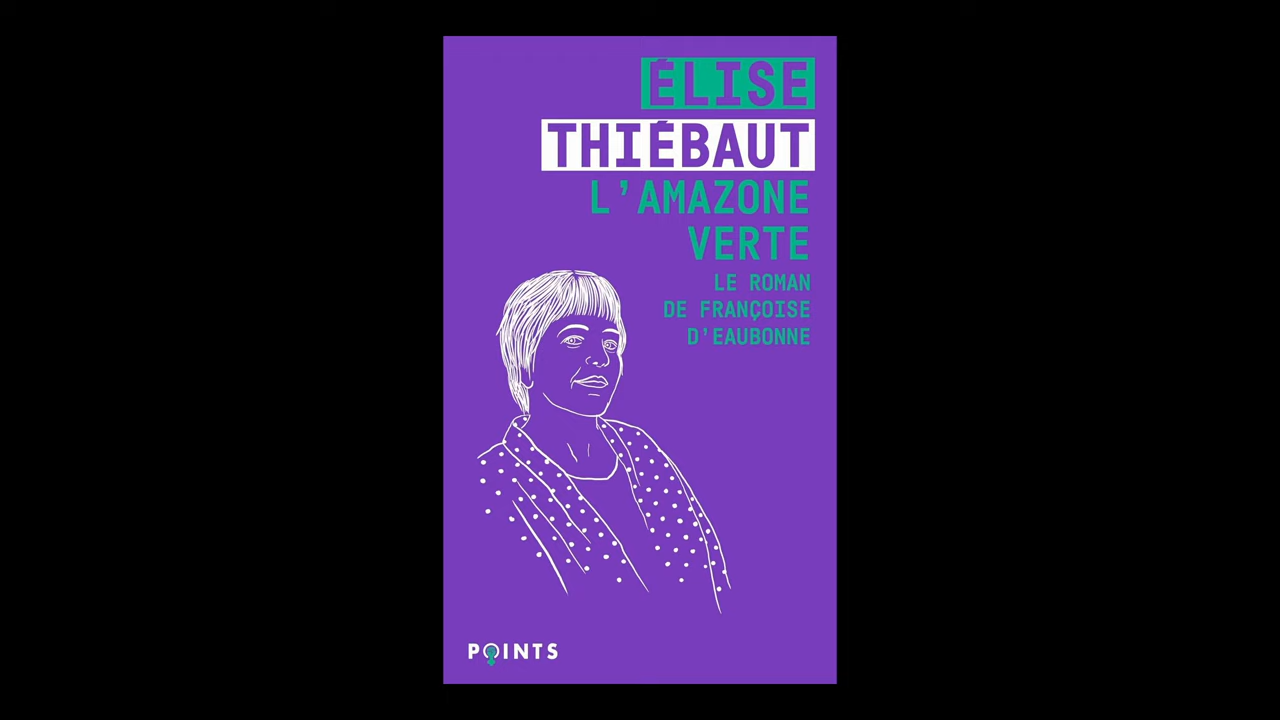 ÉLISE
THIÉBAUT
L'AMAZONE
VERTE
LE ROMAN
DE FRANÇOISE
D'EAUBONNE
POINTS